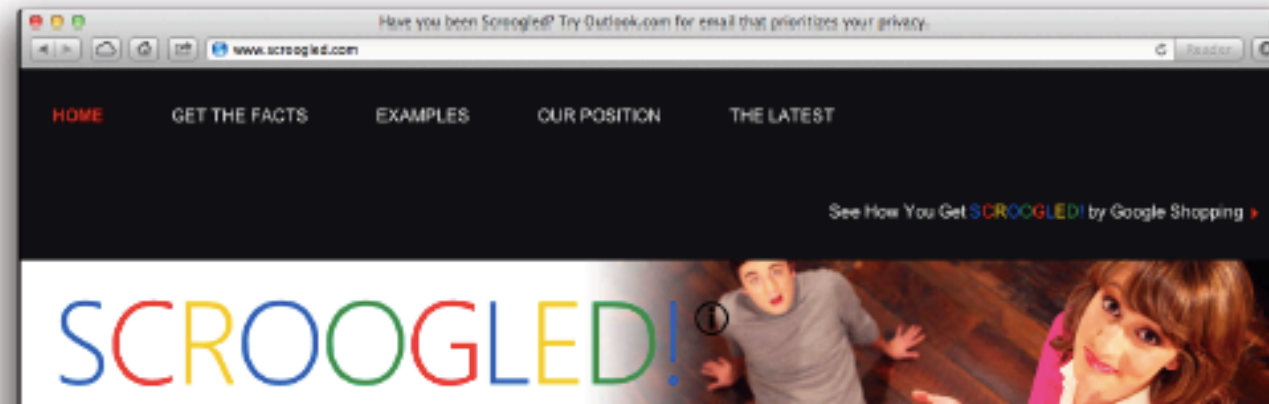 Have you been Scroogled? Try Outlook.com for email that prioritizes your privacy.
www.scroogled.com
Reader
HOME GET THE FACTS EXAMPLES OUR POSITION THE LATEST
See How You Get SCROOGLED! by Google Shopping
SCROOGLED!